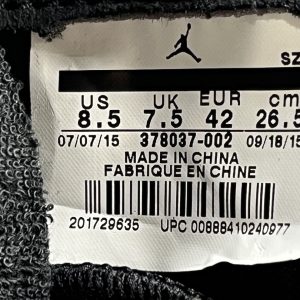 SZ
US UK EUR cm
8.5 7.5 42 26.5
07/07/15 378037-002 09/18/15
MADE IN CHINA
FABRIQUE EN CHINE
201729635 UPC 00888410240977